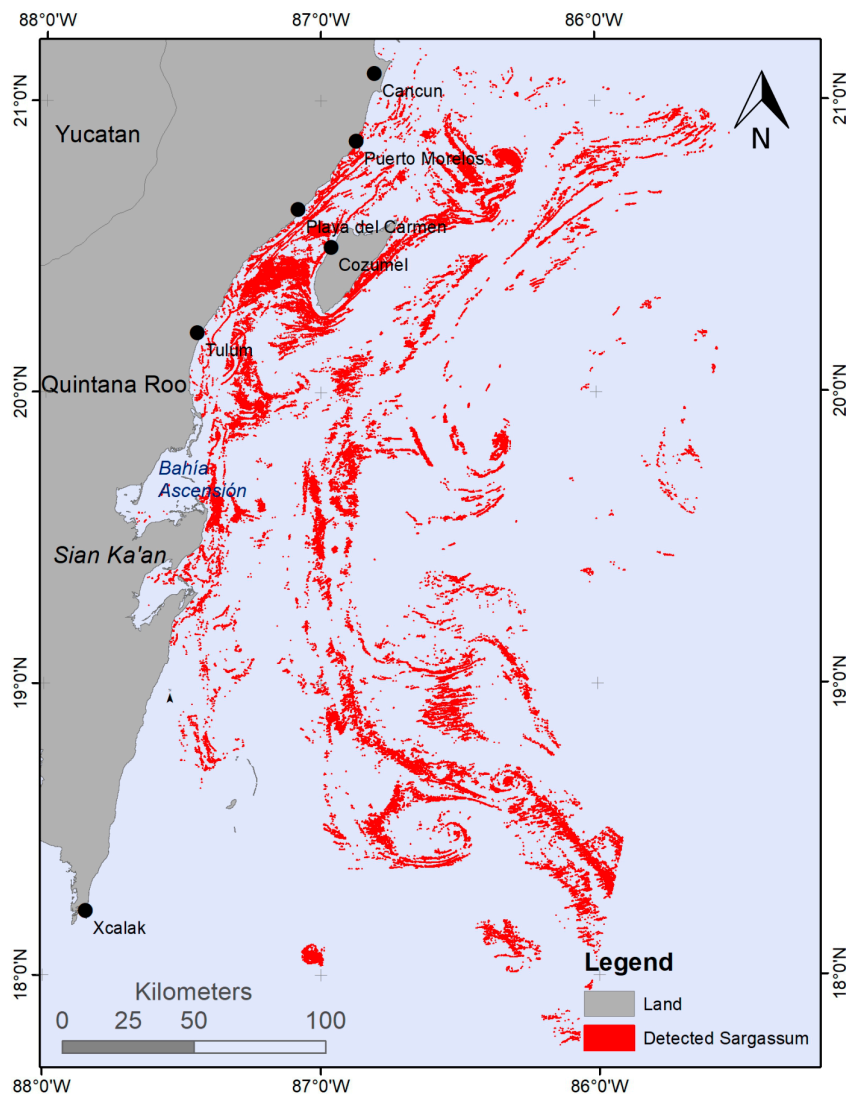 88°0'W 87°0'W 86°0'W
21°0'N
21°0'N
Cancun
Yucatan
Puerto Morelos
Playa del Carmen
Cozumel
Tulum
20°0'N
20°0'N
Quintana Roo
Bahía
Ascensión
Sian Ka'an
19°0'N
19°0'N
Xcalak
18°0'N
18°0'N
N
Kilometers
0 25 50 100
Legend
Land
Detected Sargassum
88°0'W 87°0'W 86°0'W